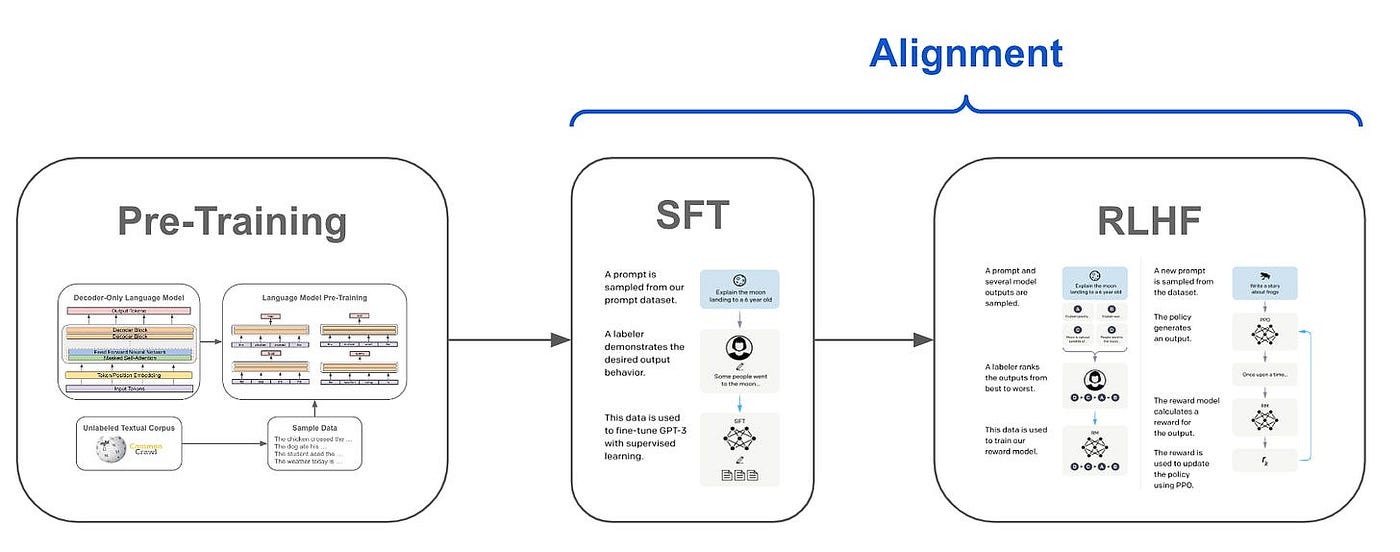 Alignment
Pre-Training
Decoder-Only Language Model
Output Tokens
Decoder Block
Decoder Block
Feed Forward Neural Network
Masked Self-Attention
Token/Position Embedding
Input Tokens
Language Model Pre-Training
Unlabeled Textual Corpus
Common
Crawl
Sample Data
The chicken crossed the ...
The dog ate his ...
The student aced the ...
The weather today is ...
SFT
A prompt is
sampled from our
prompt dataset.
Explain the moon
landing to a 6 year old
A labeler
demonstrates the
desired output
behavior.
Some people went
to the moon...
This data is used
to fine-tune GPT-3
with supervised
learning.
SFT
RLHF
A prompt and
several model
outputs are
sampled.
Explain the moon
landing to a 6 year old
A
B
C
D
A labeler ranks
the outputs from
best to worst.
D > C > A = B
This data is used
to train our
reward model.
RM
D > C > A = B
A new prompt
is sampled from
the dataset.
Write a story
about frogs
The policy
generates
an output.
PPO
Once upon a time...
The reward model
calculates a
reward for
the output.
RM
The reward is
used to update
the policy
using PPO.
rk